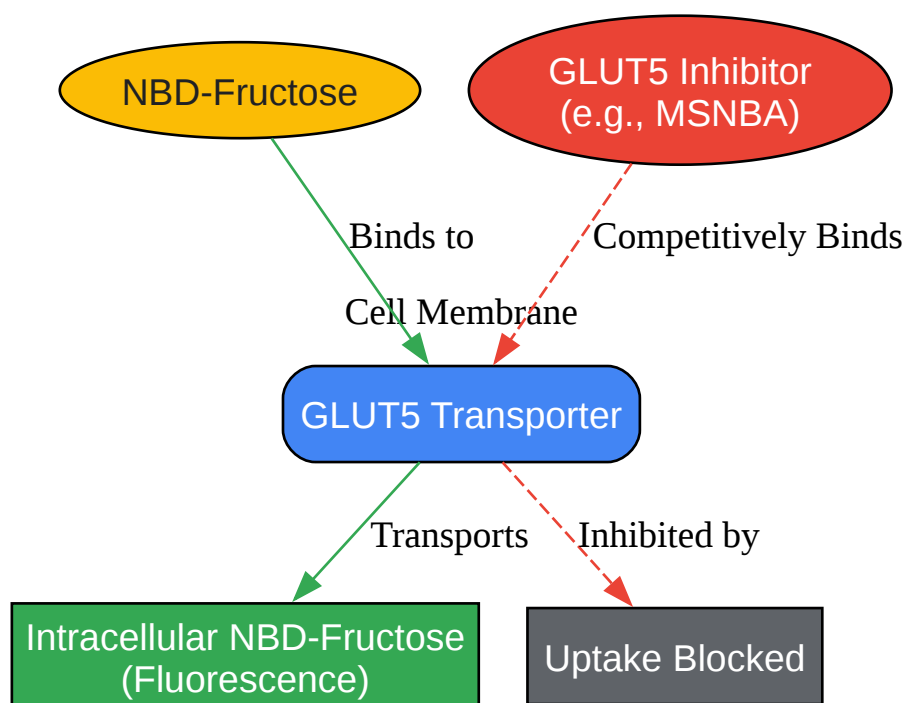 NBD-Fructose
GLUT5 Inhibitor
(e.g., MSNBA)
Binds to
Competitively Binds
Cell Membrane
GLUT5 Transporter
Transports
Inhibited by
Intracellular NBD-Fructose
(Fluorescence)
Uptake Blocked